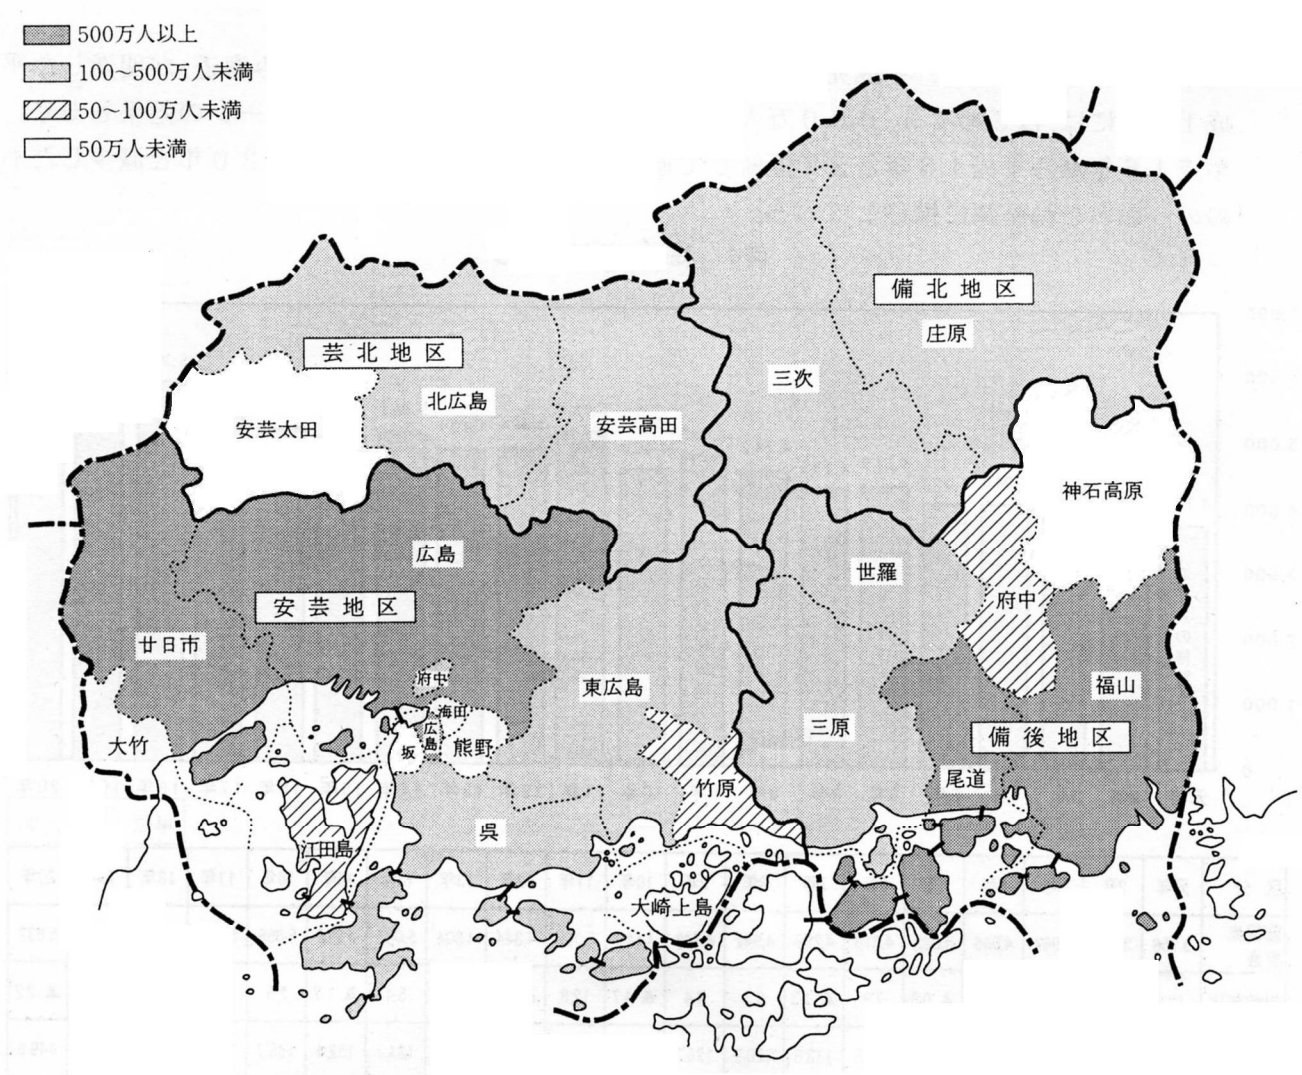 500万人以上
100～500万人未満
50～100万人未満
50万人未満
備北地区
庄原
三次
芸北地区
北広島
安芸太田
安芸高田
神石高原
広島
世羅
府中
安芸地区
廿日市
府中
東広島
福山
海田
広島
坂
熊野
三原
備後地区
大竹
尾道
竹原
呉
江田島
大崎上島